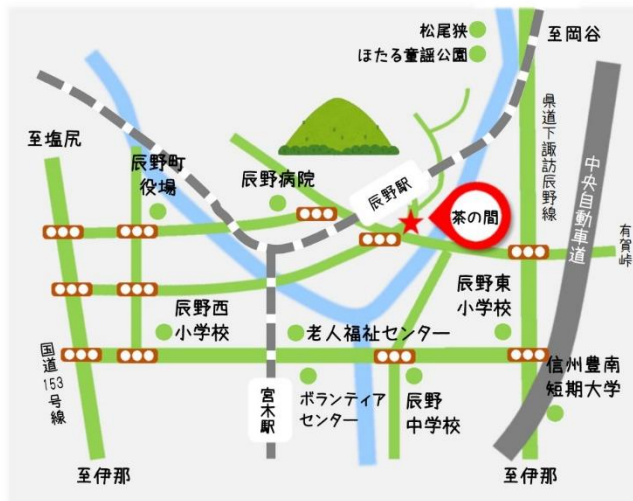 松尾狭
ほたる童謡公園
至岡谷
県道下諏訪辰野線
中央自動車道
至塩尻
辰野町
役場
辰野病院
辰野駅
茶の間
有賀峠
辰野西
小学校
老人福祉センター
辰野東
小学校
国道153号線
宮木駅
ボランティア
センター
辰野
中学校
信州豊南
短期大学
至伊那
至伊那